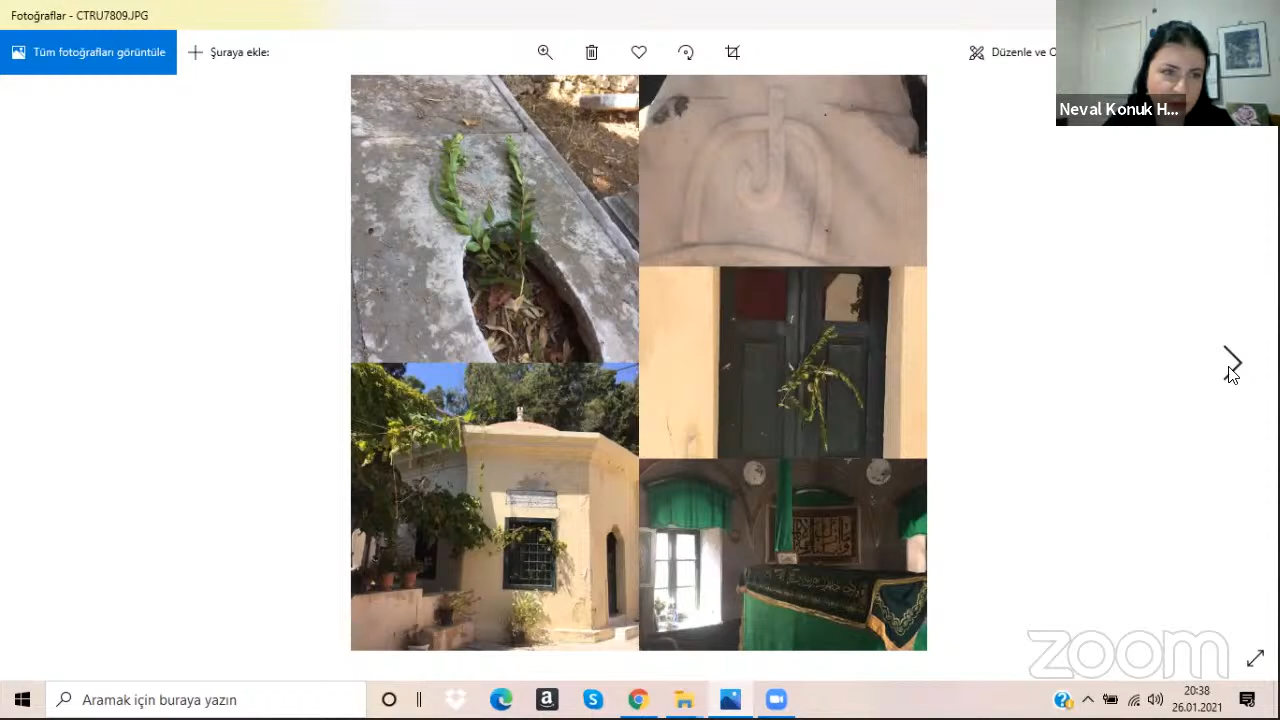 Fotoğraflar - CTRU7809.JPG
Tüm fotoğrafları görüntüle
Şuraya ekle:
Düzenle ve O
Neval Konuk H...
zoom
Aramak için buraya yazın
20:38
26.01.2021